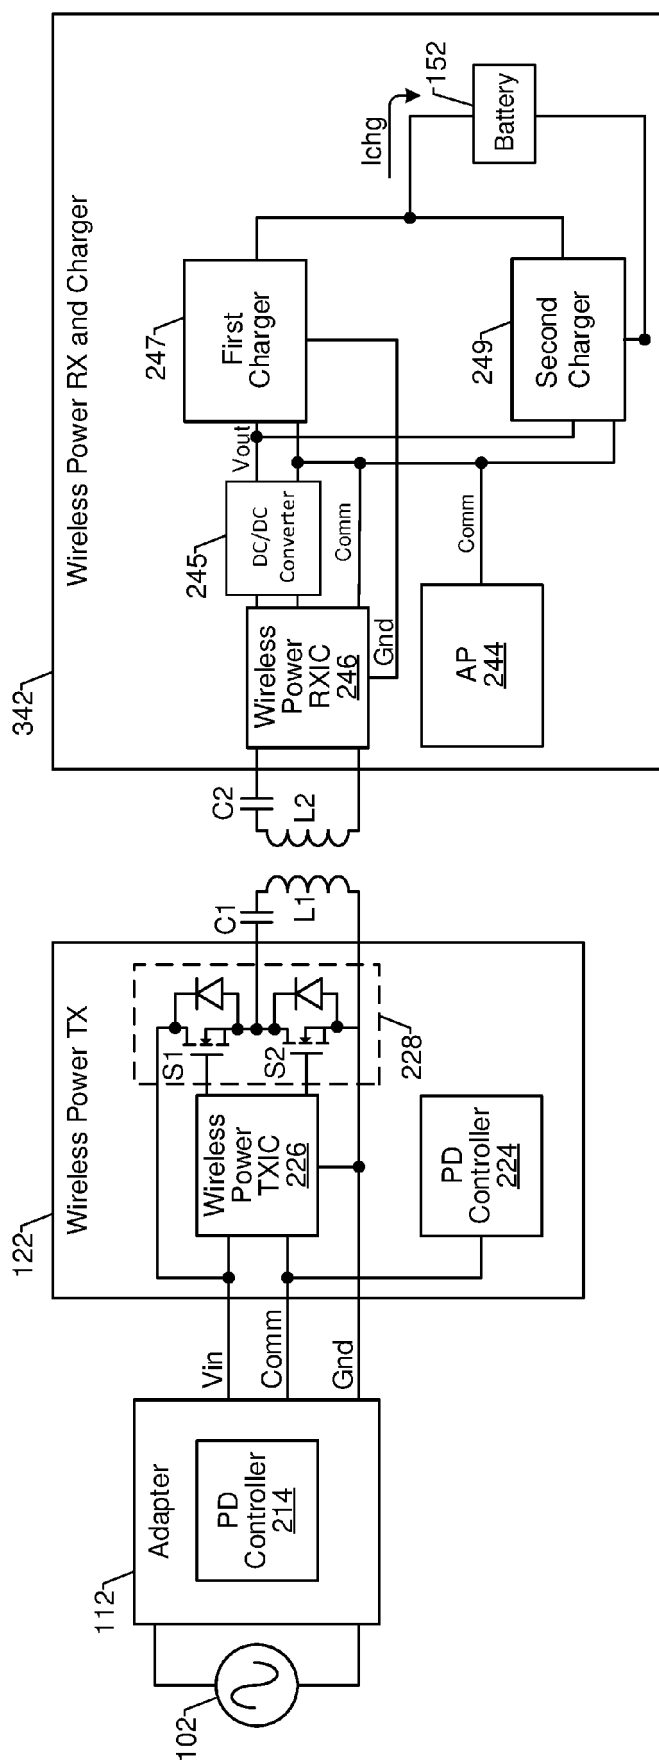 102
112
Adapter
PD
Controller
214
Vin
Comm
Gnd
122
Wireless Power TX
Wireless
Power
TXIC
226
PD
Controller
224
S1
S2
228
C1
L1
C2
L2
342
Wireless Power RX and Charger
Wireless
Power
RXIC
246
245
DC/DC
Converter
Vout
Comm
Gnd
AP
244
Comm
247
First
Charger
249
Second
Charger
Ichg
152
Battery